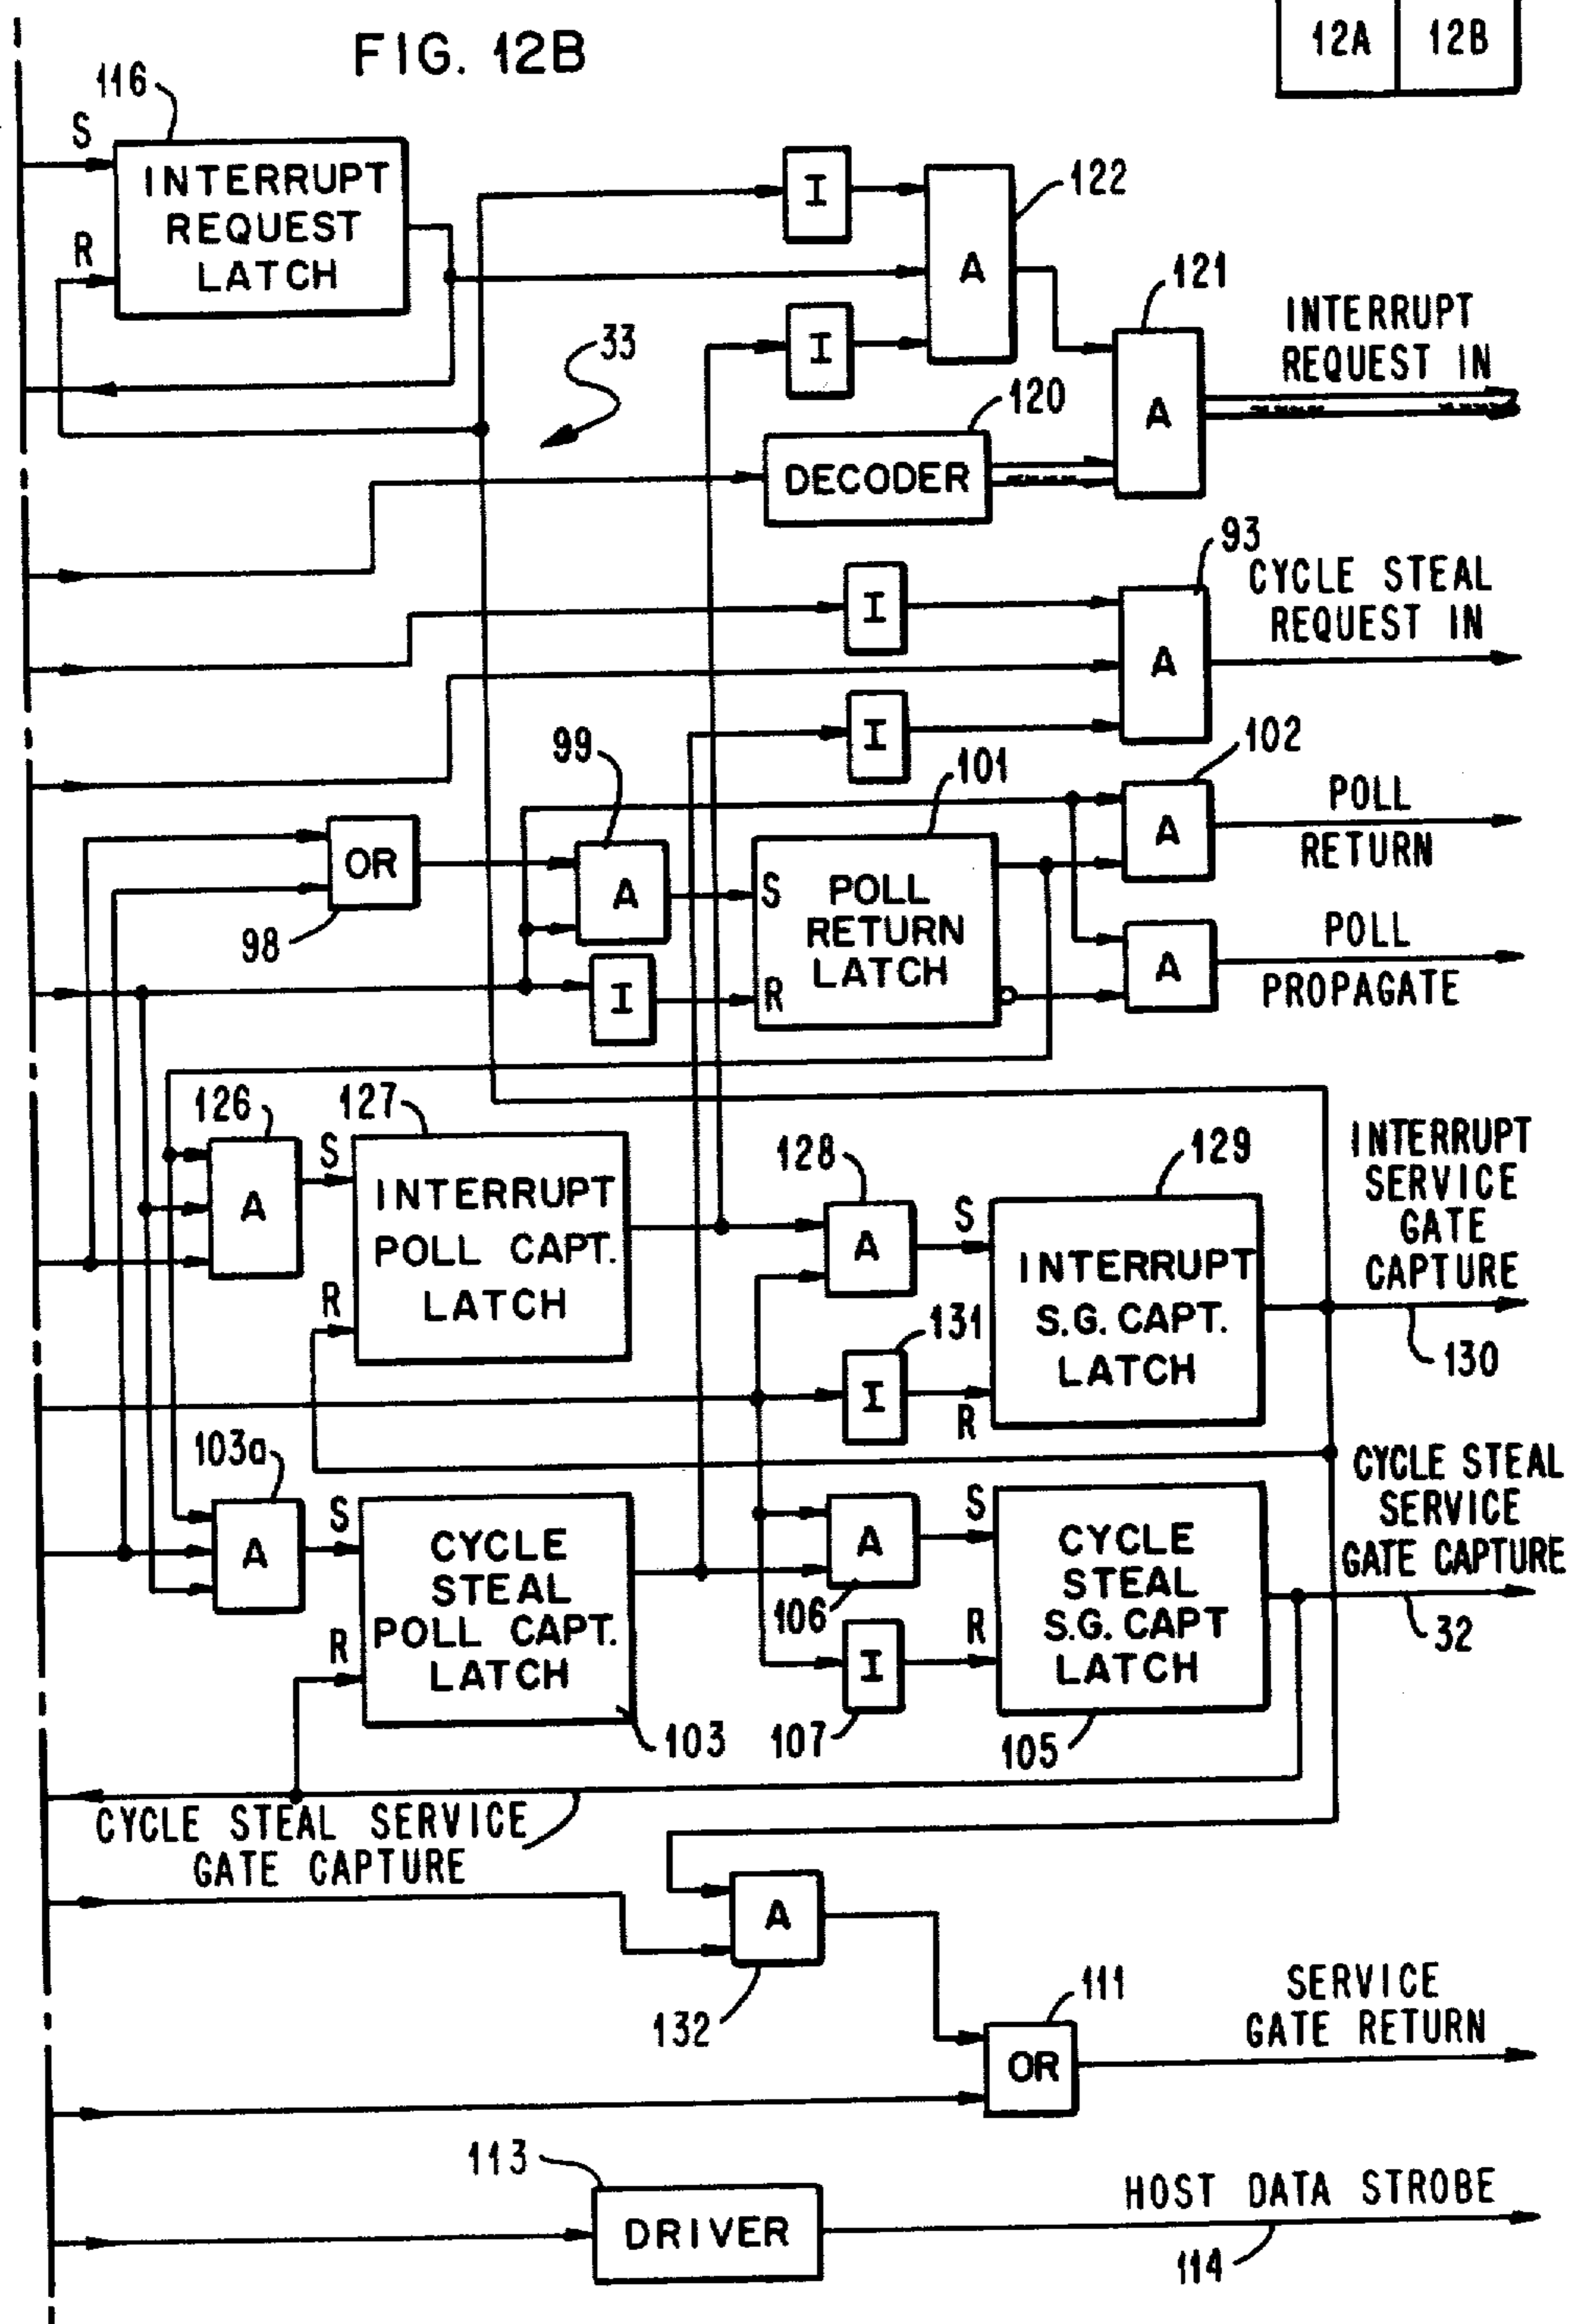 FIG. 12B
12A 12B
116
S
INTERRUPT
REQUEST
LATCH
R
I
A
122
I
33
121
A
INTERRUPT
REQUEST IN
120
DECODER
93
I
A
CYCLE STEAL
REQUEST IN
I
99
101
102
OR
98
A
S
POLL
RETURN
LATCH
R
I
A
POLL
RETURN
A
POLL
PROPAGATE
126
A
127
S
INTERRUPT
POLL CAPT.
LATCH
R
128
A
129
S
INTERRUPT
S.G. CAPT.
LATCH
R
131
I
INTERRUPT
SERVICE
GATE
CAPTURE
130
103a
A
S
CYCLE
STEAL
POLL CAPT.
LATCH
R
103
A
106
I
107
S
CYCLE
STEAL
S.G. CAPT
LATCH
R
105
CYCLE STEAL
SERVICE
GATE CAPTURE
32
CYCLE STEAL SERVICE
GATE CAPTURE
A
132
111
OR
SERVICE
GATE RETURN
113
DRIVER
HOST DATA STROBE
114